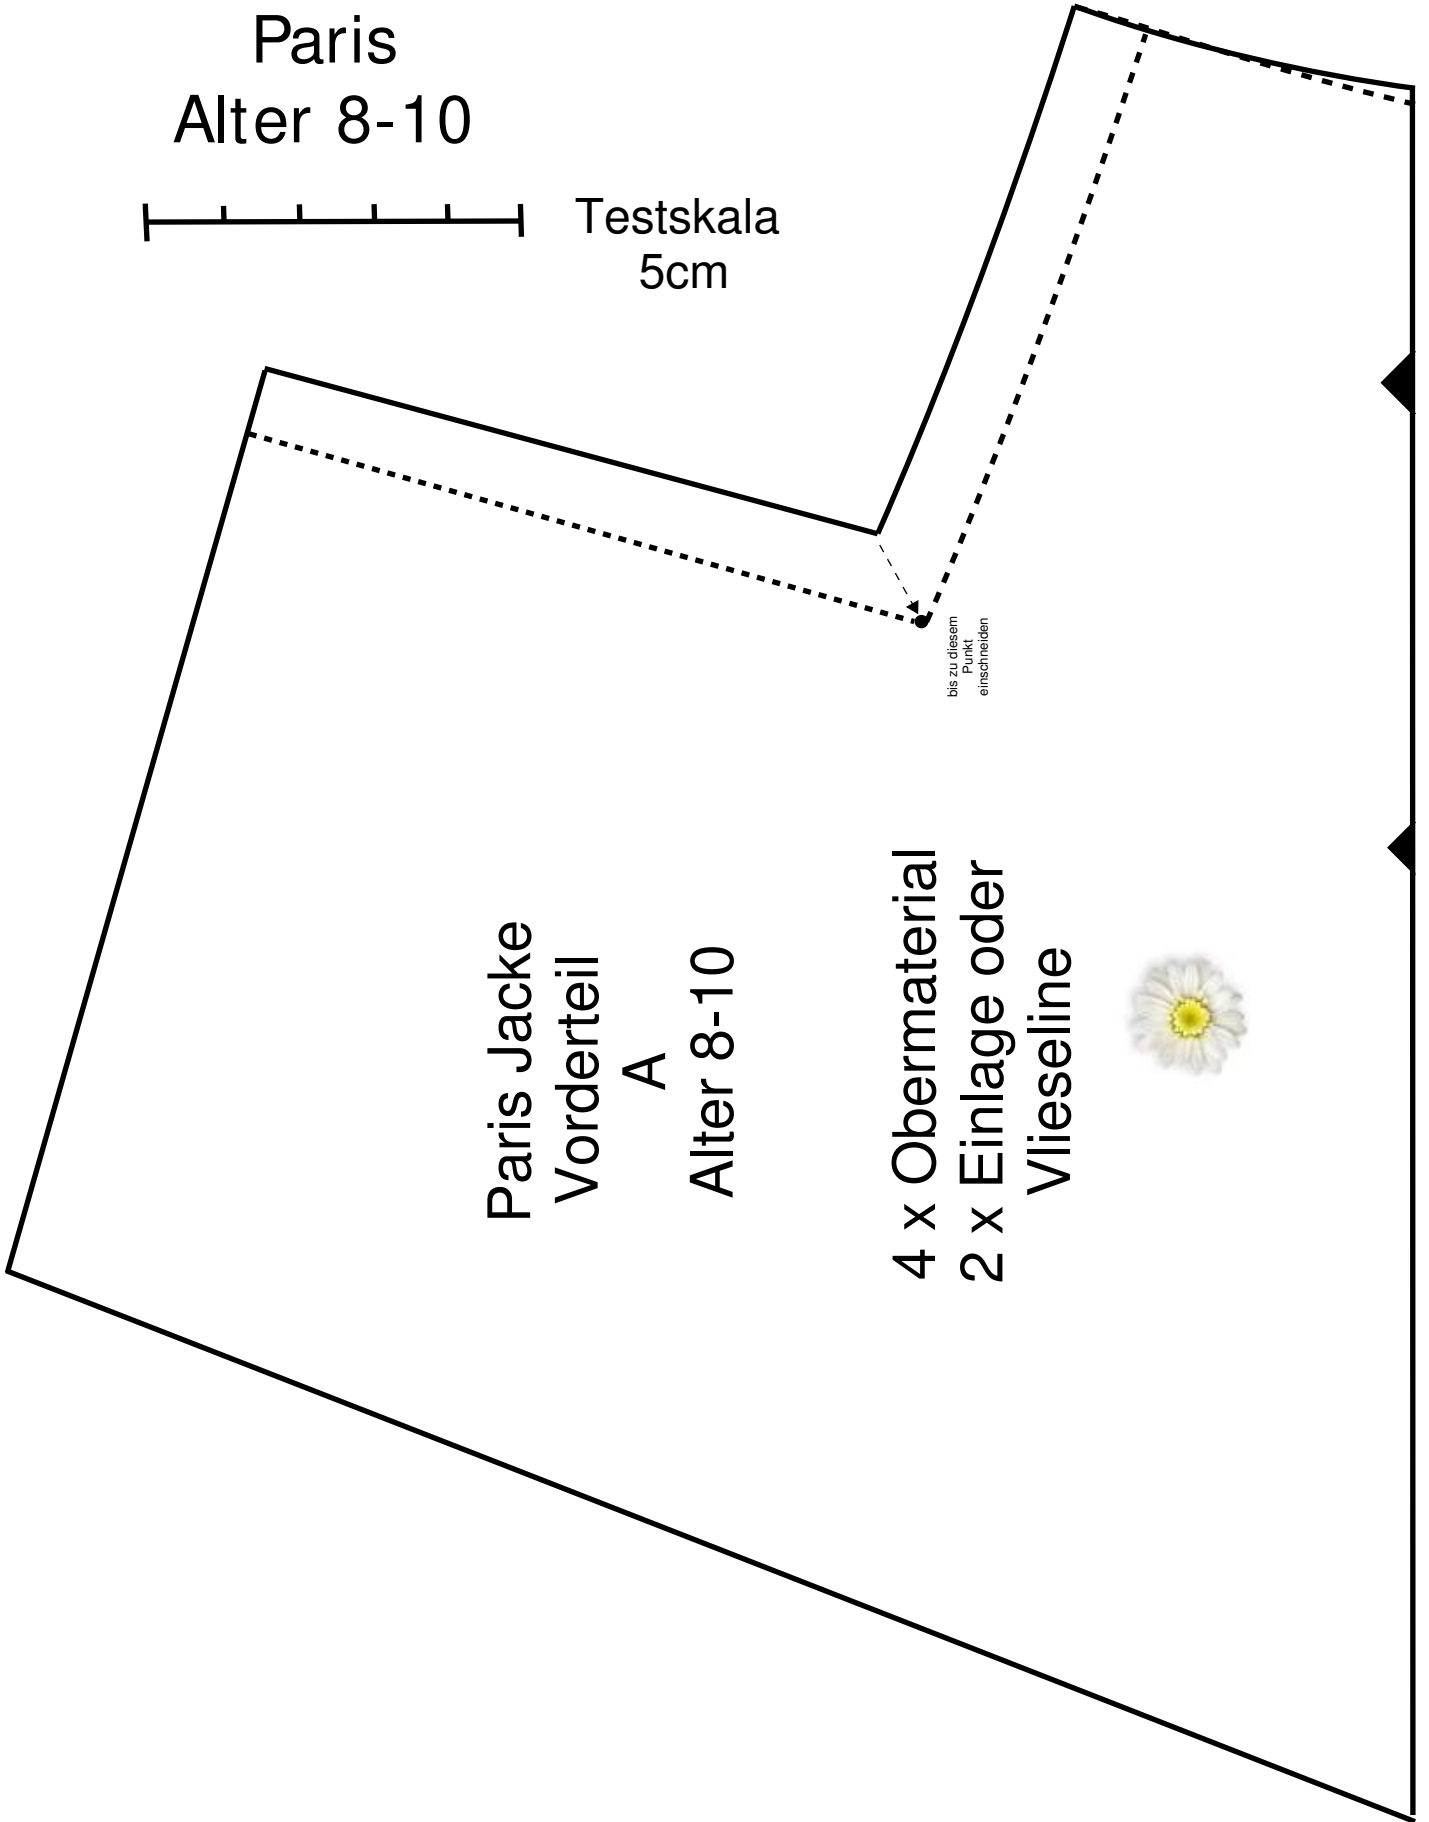 Paris
Alter 8-10
Testskala
5cm
bis zu diesem
Punkt
einschneiden
Paris Jacke
Vorderteil
A
Alter 8-10
4 x Obermaterial
2 x Einlage oder
Vlieseline